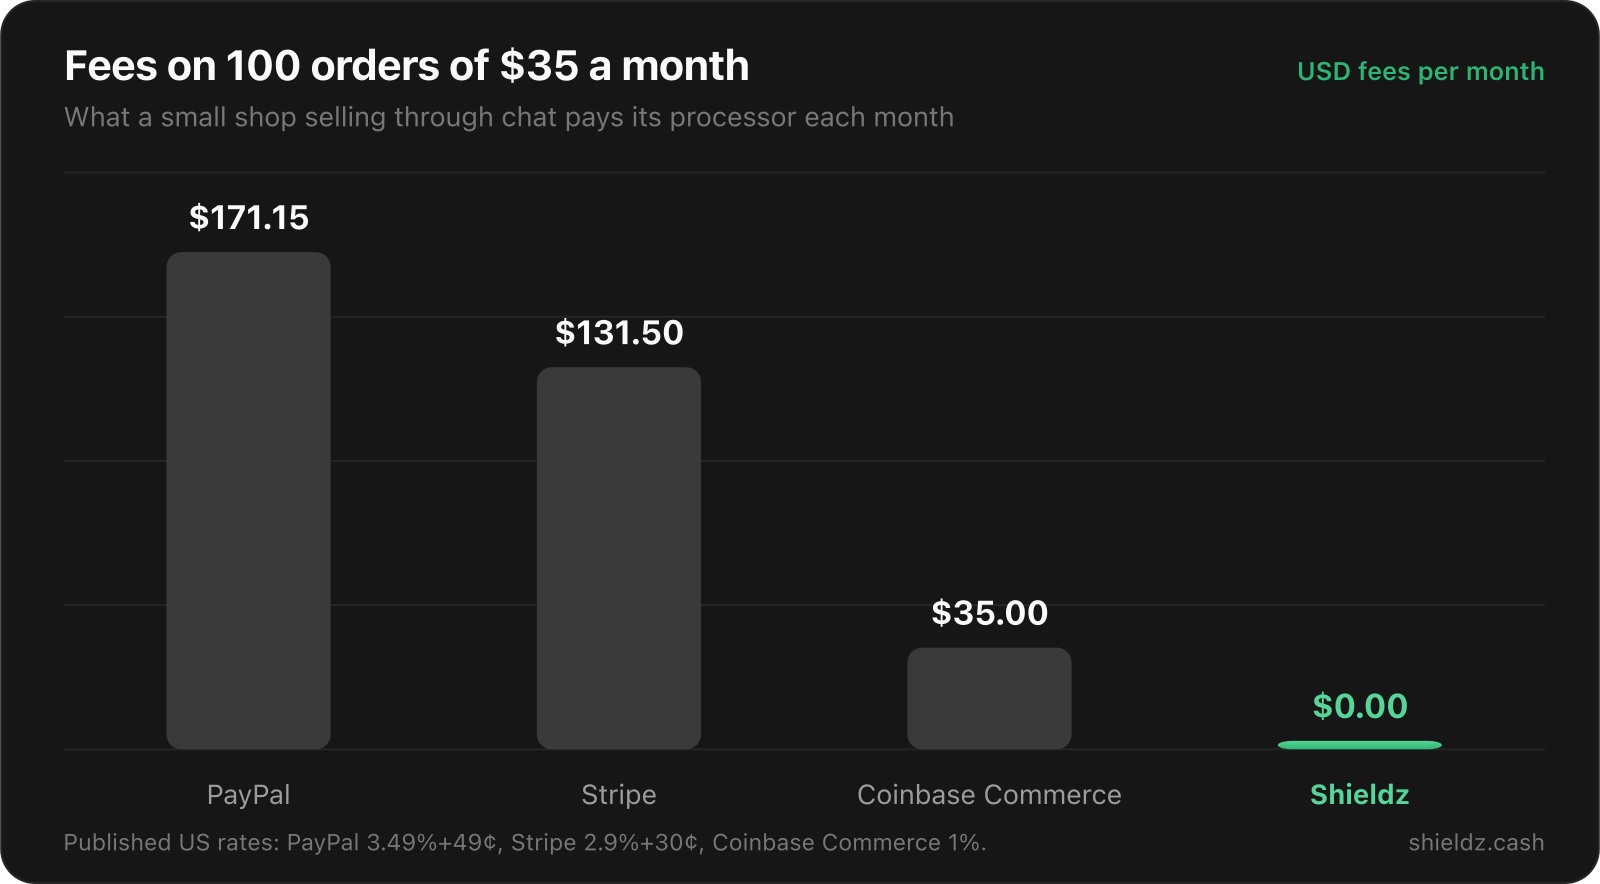 Fees on 100 orders of $35 a month
USD fees per month
What a small shop selling through chat pays its processor each month
$171.15
$131.50
$35.00
$0.00
PayPal
Stripe
Coinbase Commerce
Shieldz
Published US rates: PayPal 3.49%+49¢, Stripe 2.9%+30¢, Coinbase Commerce 1%.
shieldz.cash